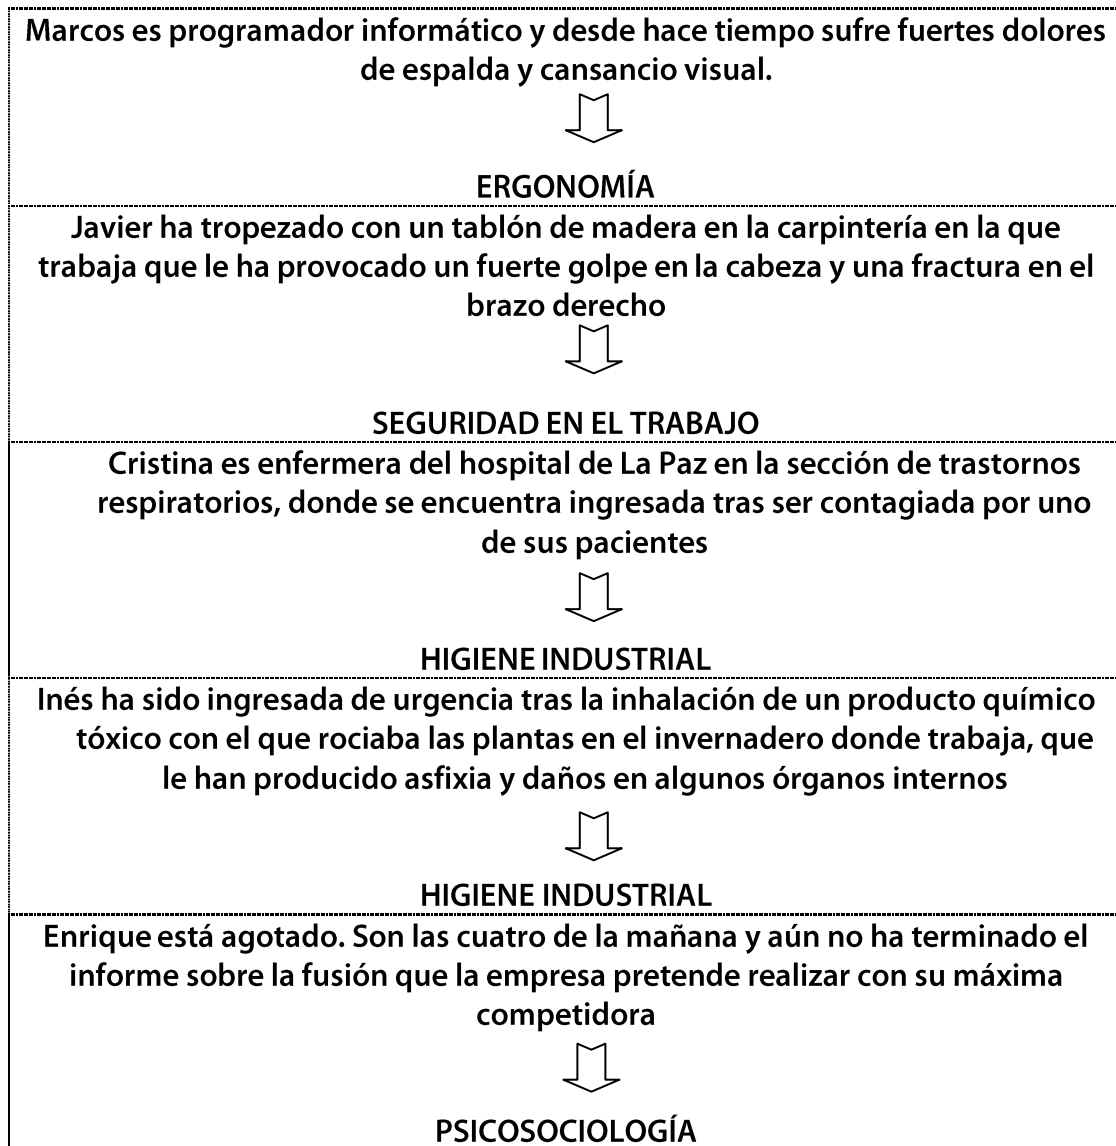 Marcos es programador informático y desde hace tiempo sufre fuertes dolores
de espalda y cansancio visual.
ERGONOMÍA
Javier ha tropezado con un tablón de madera en la carpintería en la que
trabaja que le ha provocado un fuerte golpe en la cabeza y una fractura en el
brazo derecho
SEGURIDAD EN EL TRABAJO
Cristina es enfermera del hospital de La Paz en la sección de trastornos
respiratorios, donde se encuentra ingresada tras ser contagiada por uno
de sus pacientes
HIGIENE INDUSTRIAL
Inés ha sido ingresada de urgencia tras la inhalación de un producto químico
tóxico con el que rociaba las plantas en el invernadero donde trabaja, que
le han producido asfixia y daños en algunos órganos internos
HIGIENE INDUSTRIAL
Enrique está agotado. Son las cuatro de la mañana y aún no ha terminado el
informe sobre la fusión que la empresa pretende realizar con su máxima
competidora
PSICOSOCIOLOGÍA